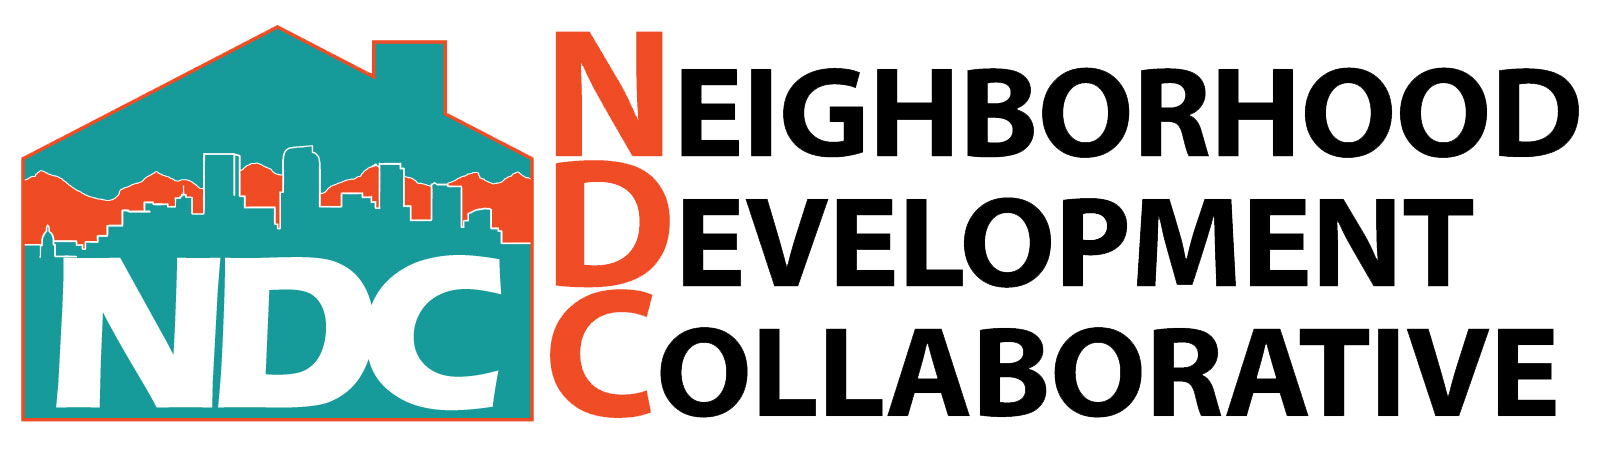 NDC
NEIGHBORHOOD
DEVELOPMENT
COLLABORATIVE